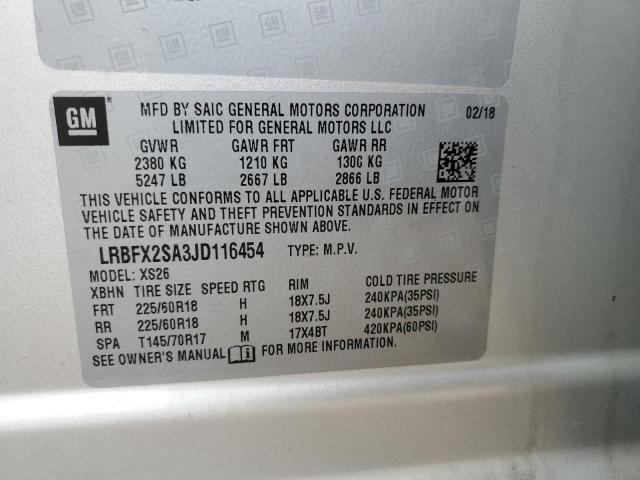 GM
MFD BY SAIC GENERAL MOTORS CORPORATION 02/18
LIMITED FOR GENERAL MOTORS LLC
GVWR GAWR FRT GAWR RR
2380 KG 1210 KG 1300 KG
5247 LB 2667 LB 2866 LB
THIS VEHICLE CONFORMS TO ALL APPLICABLE U.S. FEDERAL MOTOR
VEHICLE SAFETY AND THEFT PREVENTION STANDARDS IN EFFECT ON
THE DATE OF MANUFACTURE SHOWN ABOVE.
LRBFX2SA3JD116454 TYPE: M.P.V.
MODEL: XS26
XBHN TIRE SIZE SPEED RTG RIM COLD TIRE PRESSURE
FRT 225/60R18 H 18X7.5J 240KPA(35PSI)
RR 225/60R18 H 18X7.5J 240KPA(35PSI)
SPA T145/70R17 M 17X4BT 420KPA(60PSI)
SEE OWNER'S MANUAL FOR MORE INFORMATION.